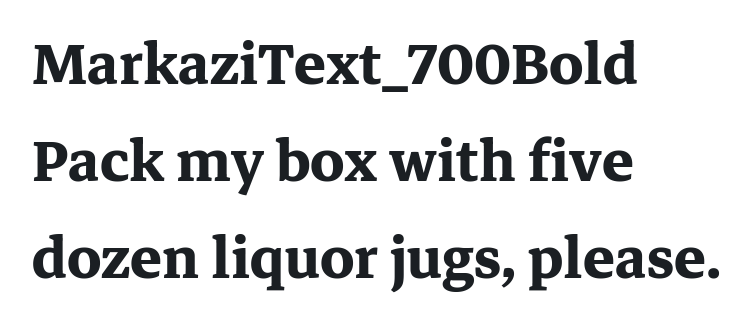 MarkaziText_700Bold
Pack my box with five
dozen liquor jugs, please.